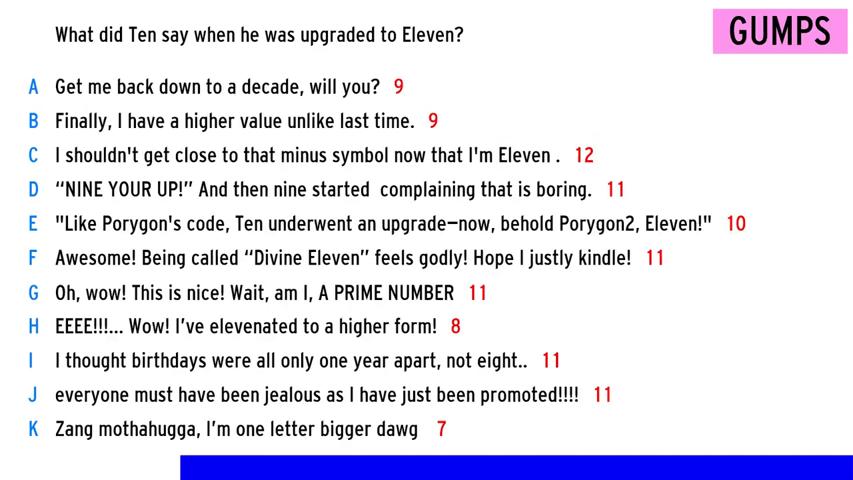 What did Ten say when he was upgraded to Eleven?
GUMPS
A Get me back down to a decade, will you? 9
B Finally, I have a higher value unlike last time. 9
C I shouldn't get close to that minus symbol now that I'm Eleven . 12
D “NINE YOUR UP!” And then nine started complaining that is boring. 11
E "Like Porygon's code, Ten underwent an upgrade—now, behold Porygon2, Eleven!" 10
F Awesome! Being called “Divine Eleven” feels godly! Hope I justly kindle! 11
G Oh, wow! This is nice! Wait, am I, A PRIME NUMBER 11
H EEEE!!!... Wow! I’ve elevenated to a higher form! 8
I I thought birthdays were all only one year apart, not eight.. 11
J everyone must have been jealous as I have just been promoted!!!! 11
K Zang mothahugga, I’m one letter bigger dawg 7